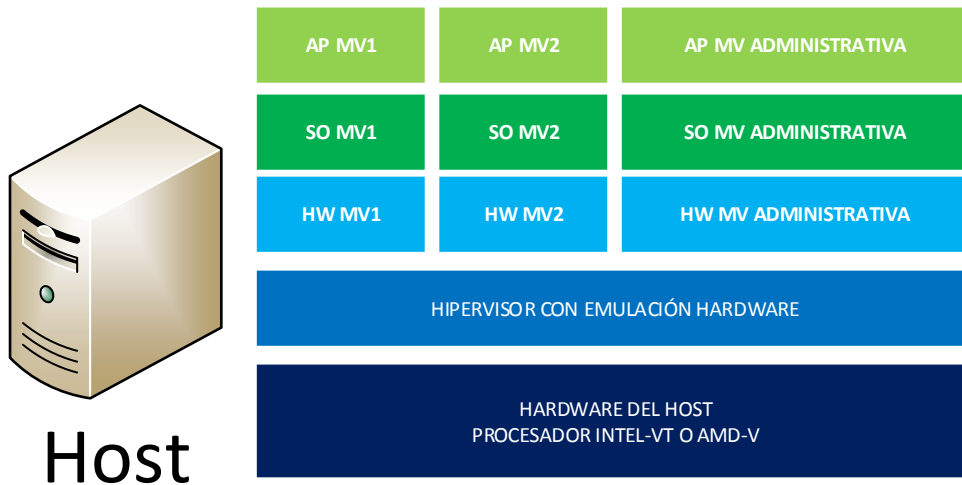 AP MV1
AP MV2
AP MV ADMINISTRATIVA
SO MV1
SO MV2
SO MV ADMINISTRATIVA
HW MV1
HW MV2
HW MV ADMINISTRATIVA
HIPERVISOR CON EMULACIÓN HARDWARE
HARDWARE DEL HOST
PROCESADOR INTEL-VT O AMD-V
Host